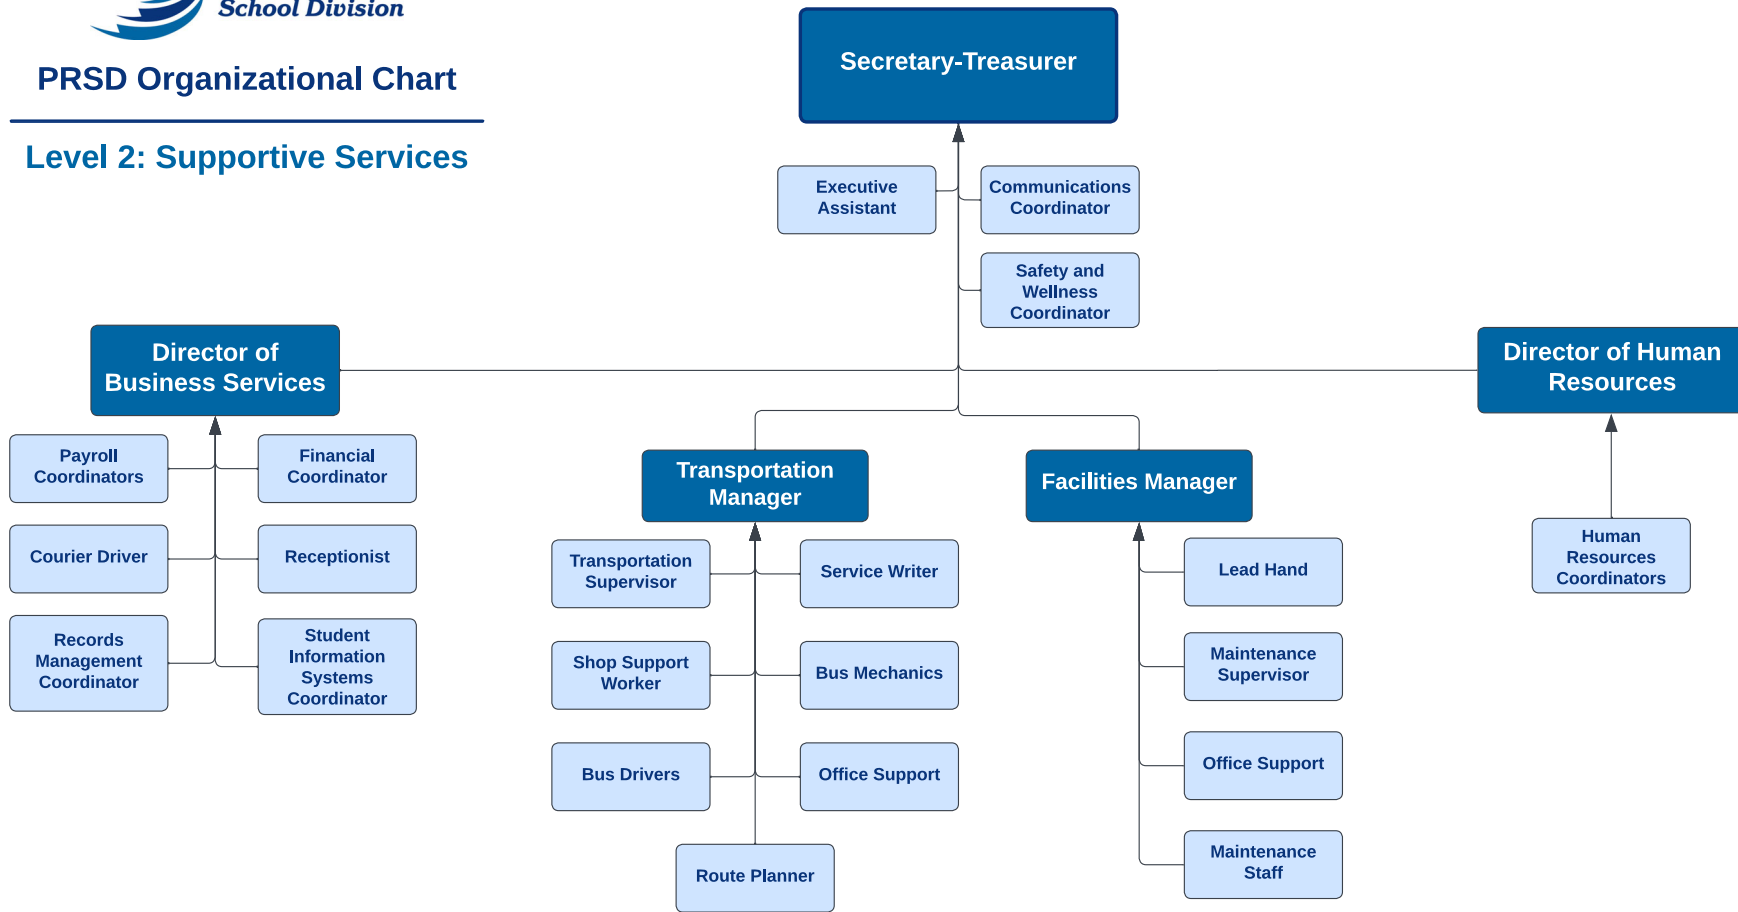 School Division
PRSD Organizational Chart
Level 2: Supportive Services
Secretary-Treasurer
Executive
Assistant
Communications
Coordinator
Safety and
Wellness
Coordinator
Director of
Business Services
Director of Human
Resources
Payroll
Coordinators
Financial
Coordinator
Courier Driver
Receptionist
Records
Management
Coordinator
Student
Information
Systems
Coordinator
Transportation
Manager
Facilities Manager
Transportation
Supervisor
Service Writer
Shop Support
Worker
Bus Mechanics
Bus Drivers
Office Support
Route Planner
Lead Hand
Maintenance
Supervisor
Office Support
Maintenance
Staff
Human
Resources
Coordinators